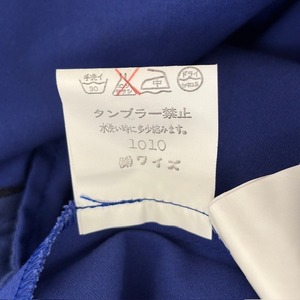 手洗イ 中 ドライ
30
タンブラー禁止
水洗い時に多少縮みます。
1010
㈱ワイズ